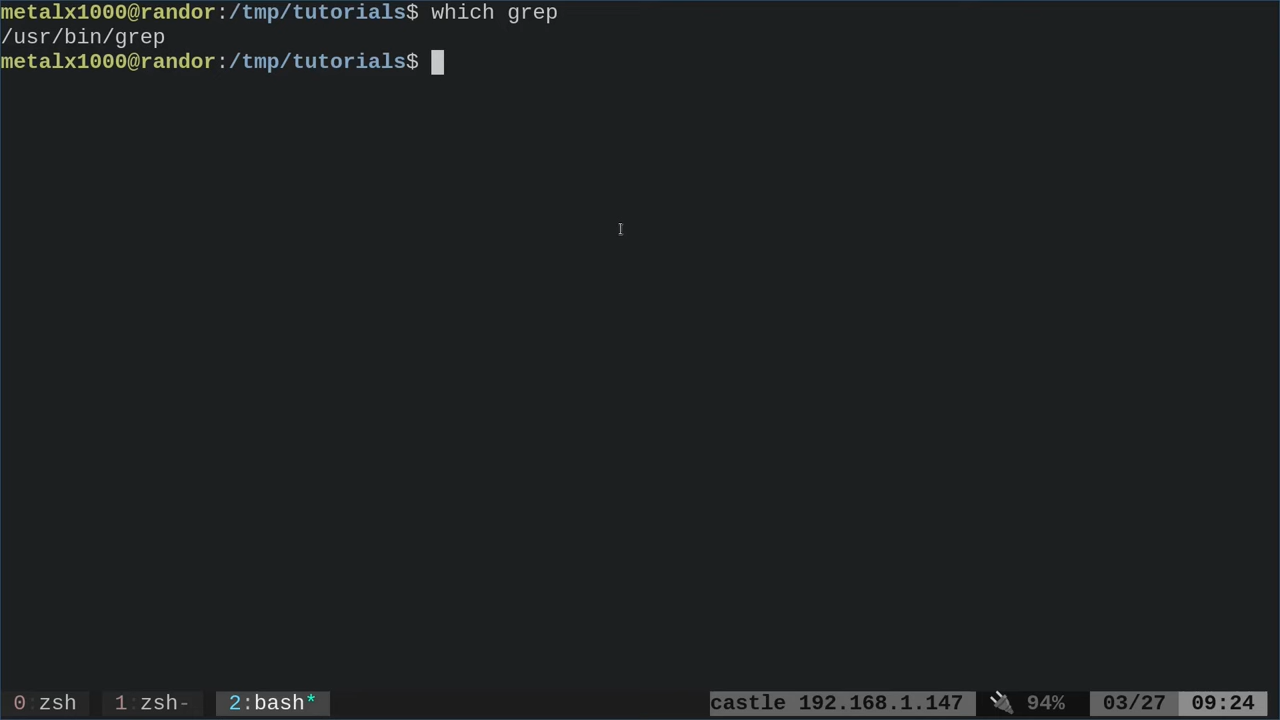 metalx1000@randor:/tmp/tutorials$ which grep
/usr/bin/grep
metalx1000@randor:/tmp/tutorials$
0 zsh 1 zsh- 2:bash* castle 192.168.1.147 94% 03/27 09:24